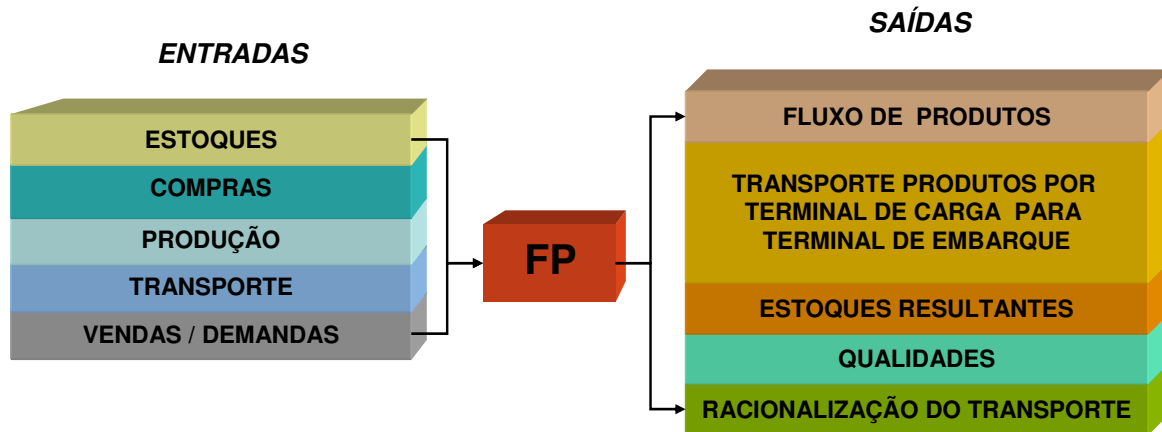 ENTRADAS
ESTOQUES
COMPRAS
PRODUÇÃO
TRANSPORTE
VENDAS / DEMANDAS
FP
SAÍDAS
FLUXO DE PRODUTOS
TRANSPORTE PRODUTOS POR
TERMINAL DE CARGA PARA
TERMINAL DE EMBARQUE
ESTOQUES RESULTANTES
QUALIDADES
RACIONALIZAÇÃO DO TRANSPORTE